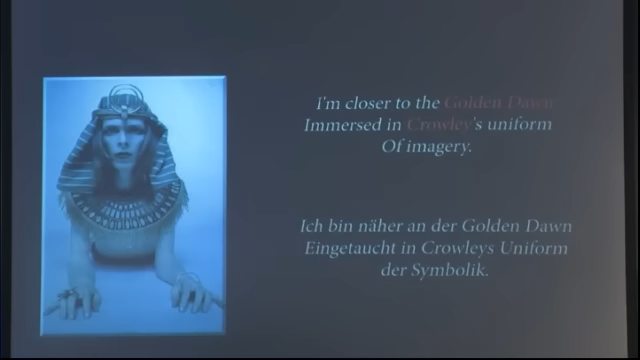 i'm closer to the Golden Dawn
Immersed in Crowley's uniform
Of imagery.
Ich bin näher an der Golden Dawn
Eingetaucht in Crowleys Uniform
der Symbolik.